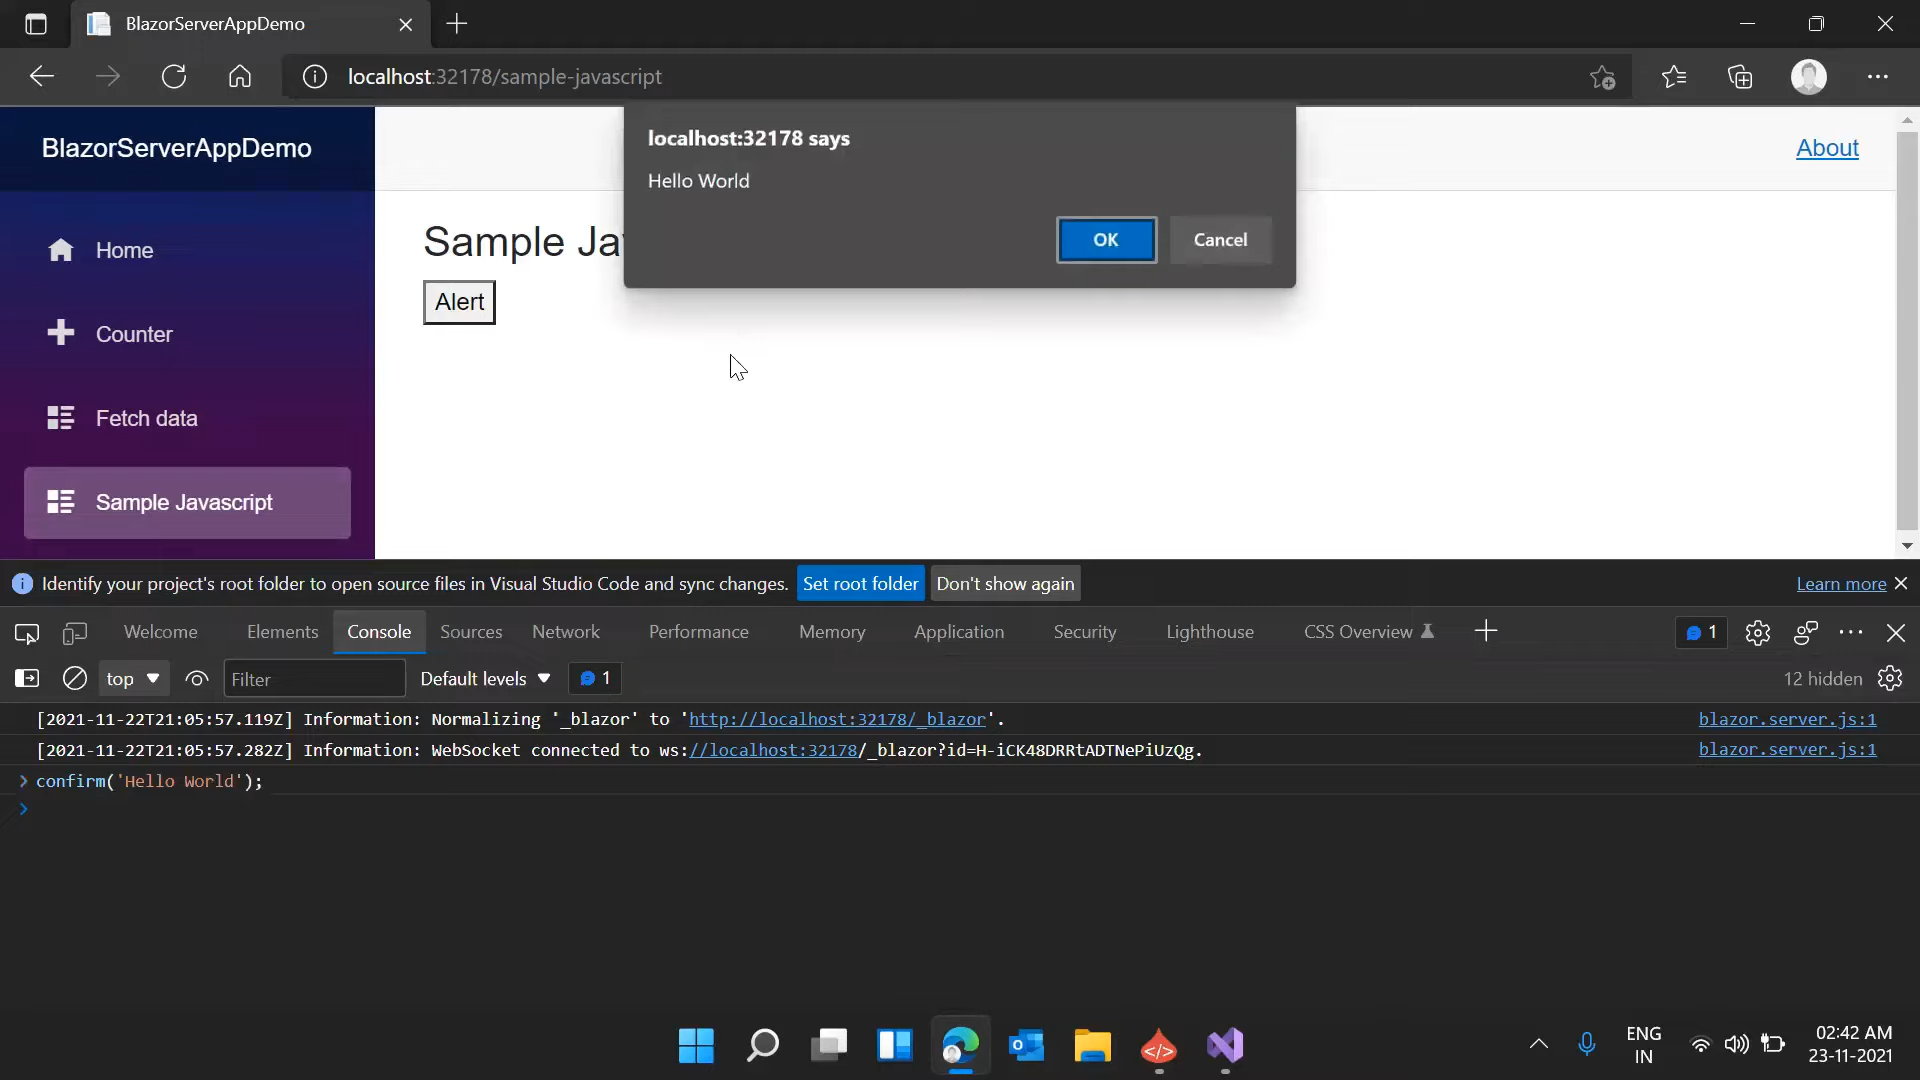 BlazorServerAppDemo
localhost:32178/sample-javascript
BlazorServerAppDemo
localhost:32178 says
Hello World
OK Cancel
About
Home
Counter
Fetch data
Sample Javascript
Sample Ja
Alert
Identify your project's root folder to open source files in Visual Studio Code and sync changes. Set root folder Don't show again Learn more
Welcome Elements Console Sources Network Performance Memory Application Security Lighthouse CSS Overview 1
top Filter Default levels 1 12 hidden
[2021-11-22T21:05:57.119Z] Information: Normalizing '_blazor' to 'http://localhost:32178/_blazor'. blazor.server.js:1
[2021-11-22T21:05:57.282Z] Information: WebSocket connected to ws://localhost:32178/_blazor?id=H-iCK48DRRtADTNePiUzQg. blazor.server.js:1
confirm('Hello World');
ENG
IN
02:42 AM
23-11-2021